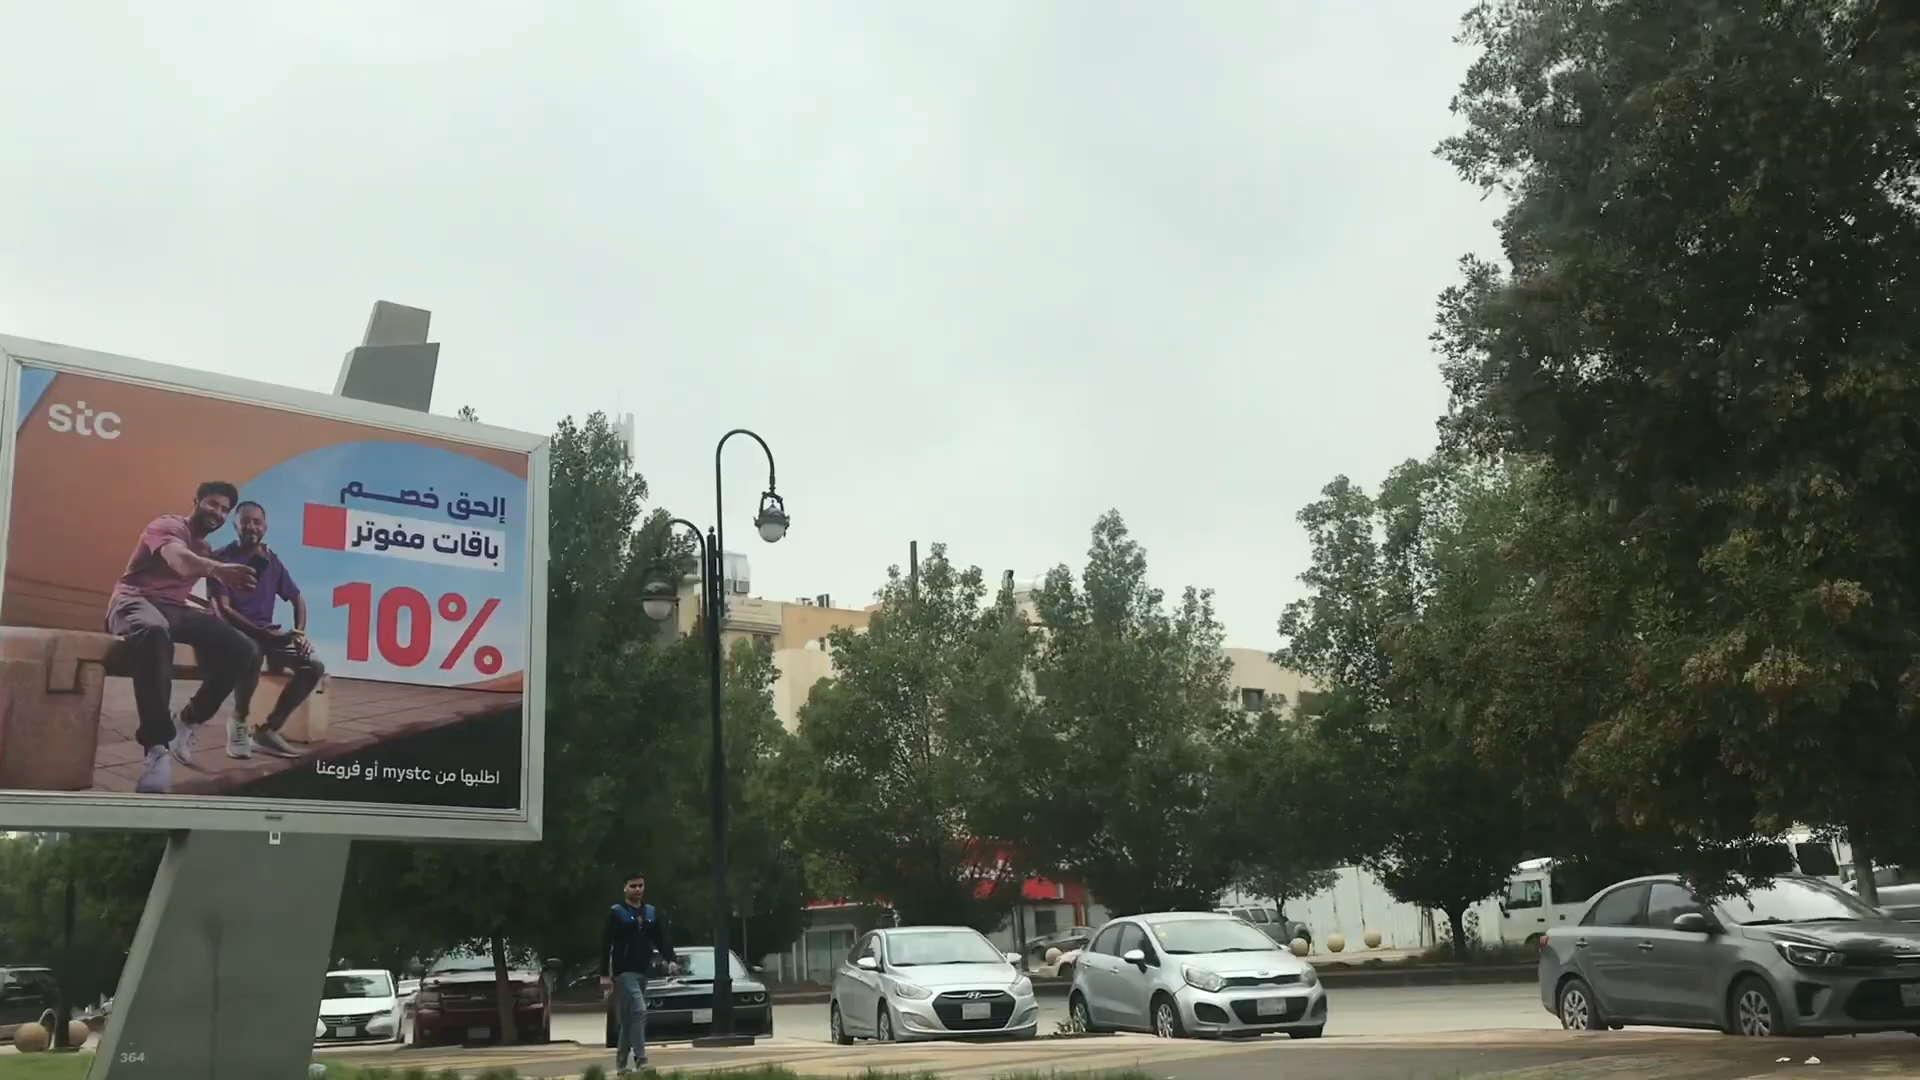 stc
إلحق خصم
باقات مفوتر
10%
اطلبها من mystc أو فروعنا
364